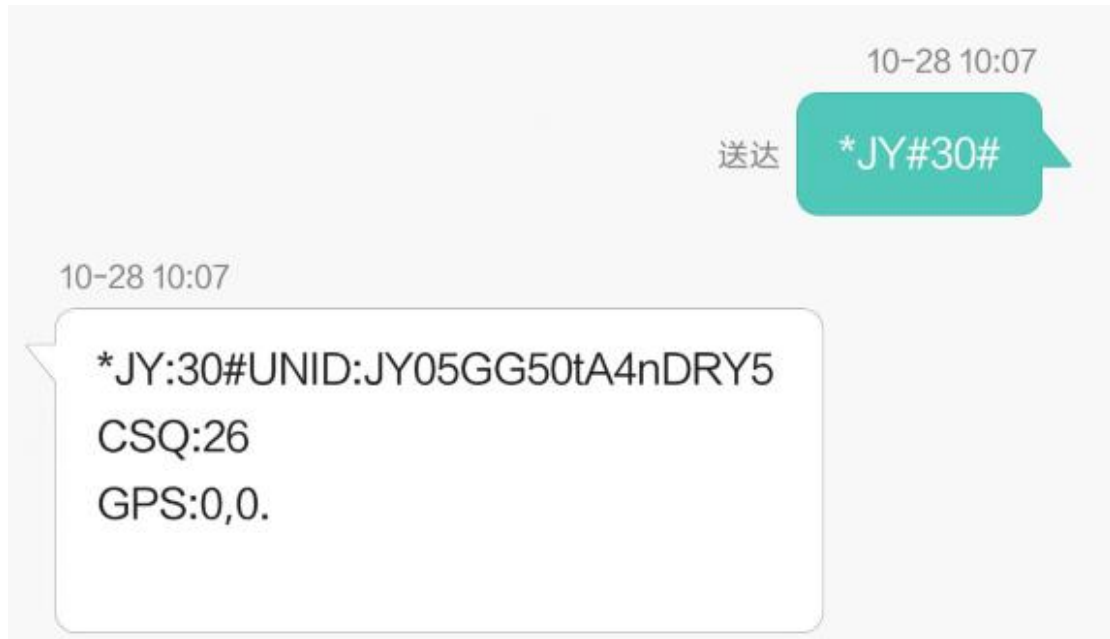 10-28 10:07
送达 *JY#30#
10-28 10:07
*JY:30#UNID:JY05GG50tA4nDRY5
CSQ:26
GPS:0,0.